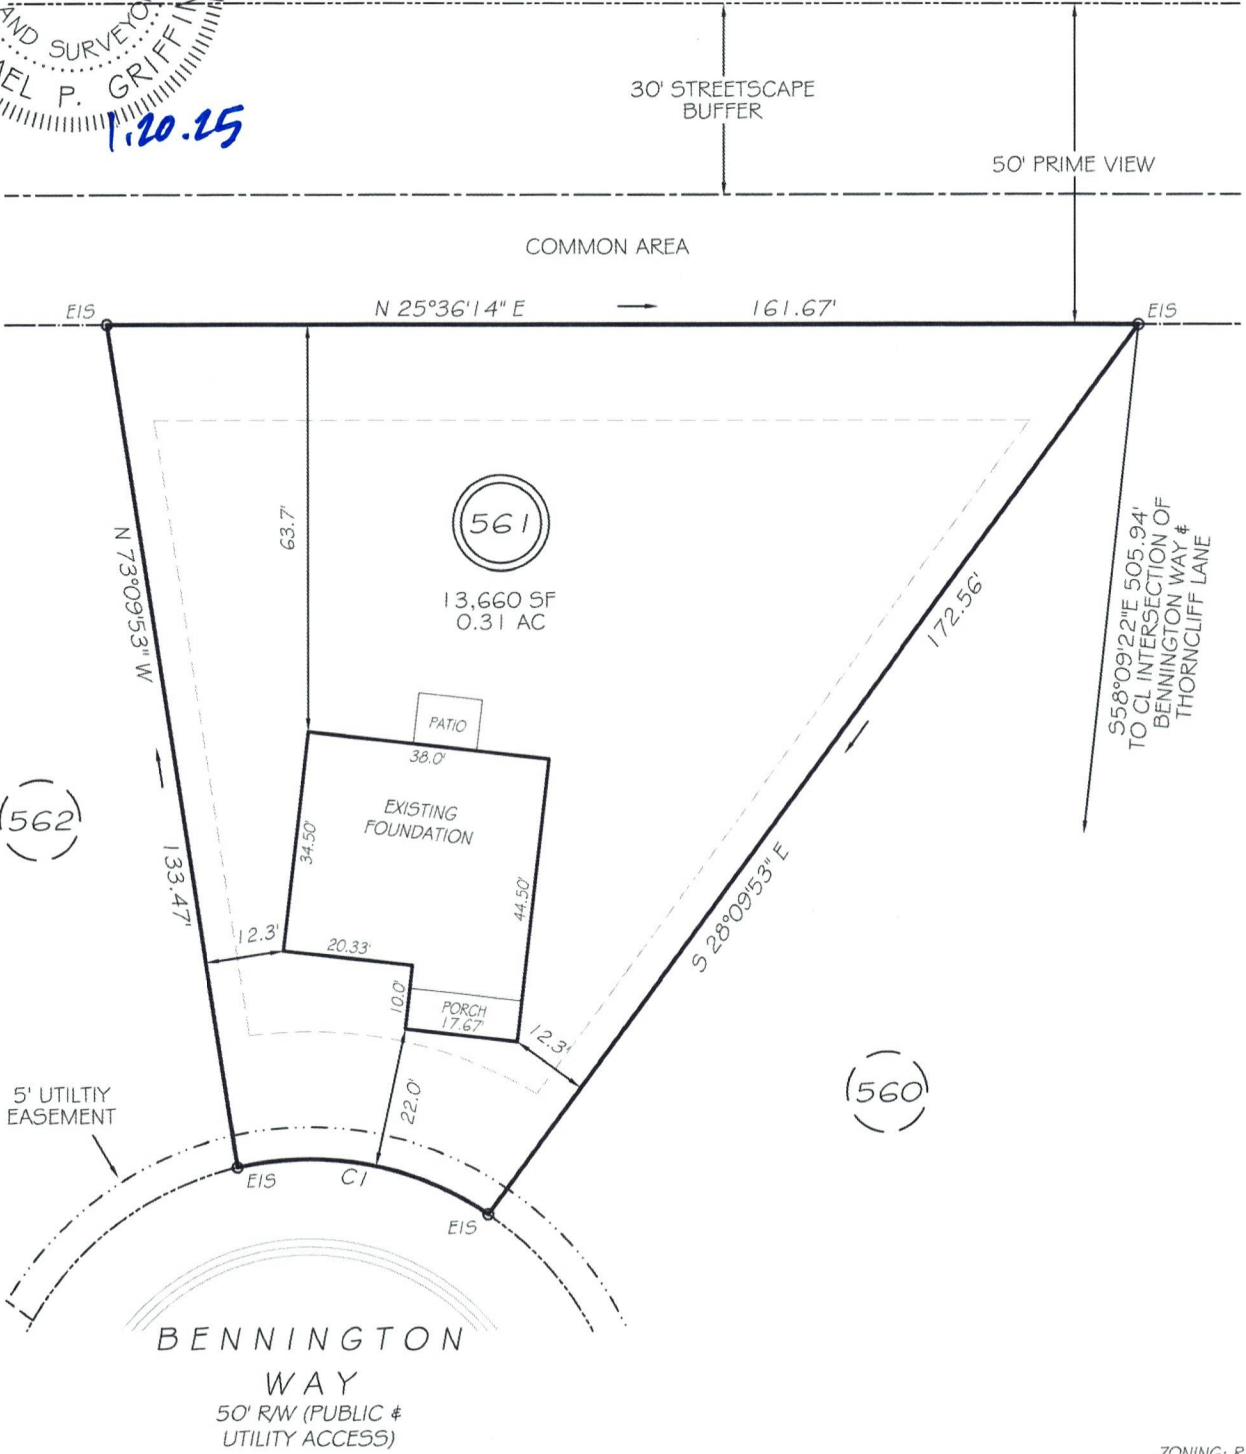 AND SURVEYO
P. GRIFFIN
1.20.25
30' STREETSCAPE
BUFFER
50' PRIME VIEW
COMMON AREA
EIS
N 25°36'14" E
161.67'
EIS
63.7'
561
13,660 SF
0.31 AC
N 73°09'53" W
133.47'
172.56'
S 28°09'53" E
S58°09'22"E 505.94'
TO CL INTERSECTION OF
BENNINGTON WAY &
THORNCLIFF LANE
PATIO
38.0'
EXISTING
FOUNDATION
34.50'
44.50'
562
12.3'
20.33'
10.0'
PORCH
17.67'
12.3'
22.0'
560
5' UTILTIY
EASEMENT
EIS
C1
EIS
BENNINGTON
WAY
50' R/W (PUBLIC &
UTILITY ACCESS)